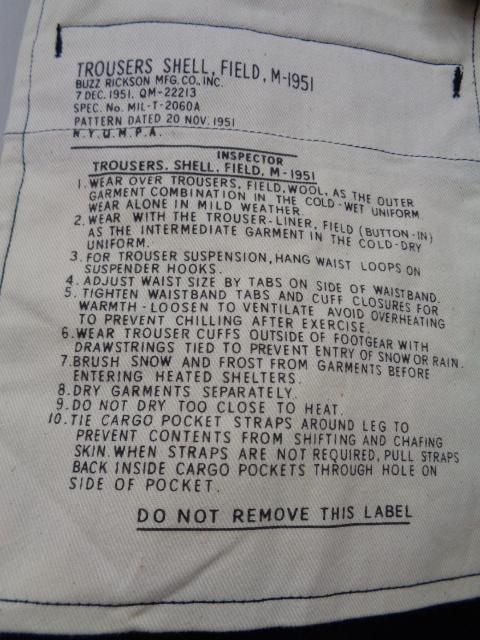 TROUSERS SHELL, FIELD, M-1951
BUZZ RICKSON MFG. CO., INC.
7 DEC. 1951. QM-22213
SPEC. No. MIL-T-2060A
PATTERN DATED 20 NOV. 1951
N.Y.Q.M.P.A.
INSPECTOR
TROUSERS, SHELL, FIELD, M-1951
1. WEAR OVER TROUSERS, FIELD, WOOL, AS THE OUTER
GARMENT COMBINATION IN THE COLD-WET UNIFORM.
WEAR ALONE IN MILD WEATHER.
2. WEAR WITH THE TROUSER-LINER, FIELD (BUTTON-IN)
AS THE INTERMEDIATE GARMENT IN THE COLD-DRY
UNIFORM.
3. FOR TROUSER SUSPENSION, HANG WAIST LOOPS ON
SUSPENDER HOOKS.
4. ADJUST WAIST SIZE BY TABS ON SIDE OF WAISTBAND.
5. TIGHTEN WAISTBAND TABS AND CUFF CLOSURES FOR
WARMTH - LOOSEN TO VENTILATE AVOID OVERHEATING
TO PREVENT CHILLING AFTER EXERCISE.
6. WEAR TROUSER CUFFS OUTSIDE OF FOOTGEAR WITH
DRAWSTRINGS TIED TO PREVENT ENTRY OF SNOW OR RAIN.
7. BRUSH SNOW AND FROST FROM GARMENTS BEFORE
ENTERING HEATED SHELTERS.
8. DRY GARMENTS SEPARATELY.
9. DO NOT DRY TOO CLOSE TO HEAT.
10. TIE CARGO POCKET STRAPS AROUND LEG TO
PREVENT CONTENTS FROM SHIFTING AND CHAFING
SKIN. WHEN STRAPS ARE NOT REQUIRED, PULL STRAPS
BACK INSIDE CARGO POCKETS THROUGH HOLE ON
SIDE OF POCKET.
DO NOT REMOVE THIS LABEL